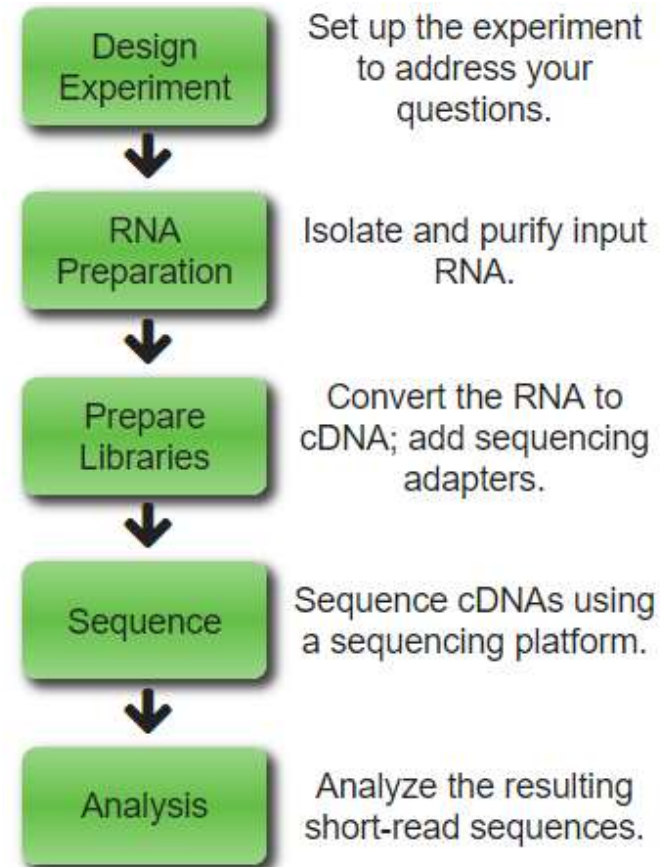 Design
Experiment
Set up the experiment
to address your
questions.
RNA
Preparation
Isolate and purify input
RNA.
Prepare
Libraries
Convert the RNA to
cDNA; add sequencing
adapters.
Sequence
Sequence cDNAs using
a sequencing platform.
Analysis
Analyze the resulting
short-read sequences.